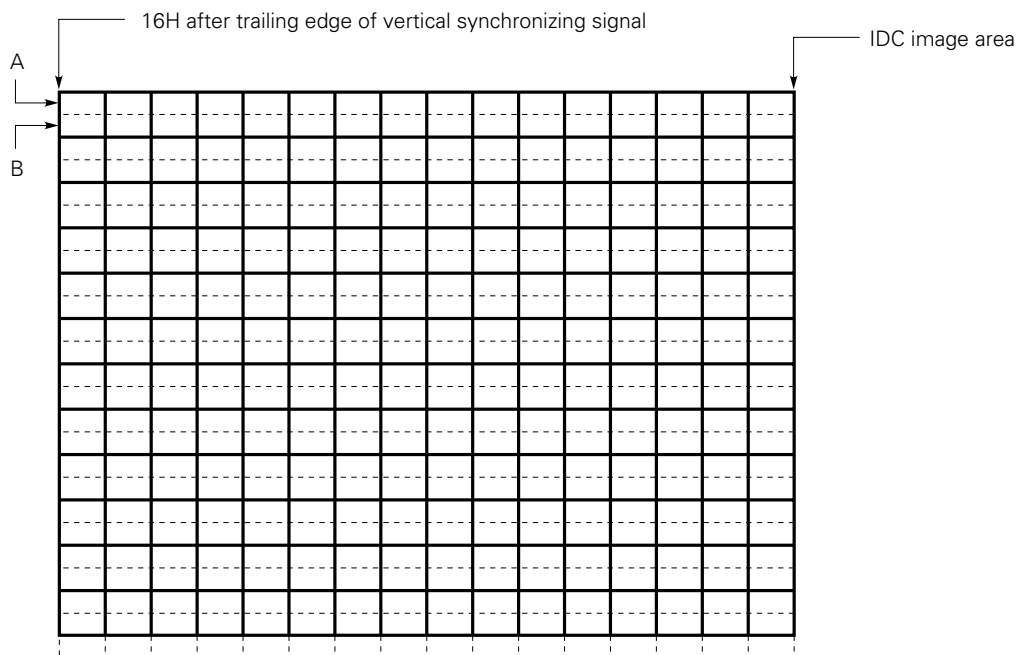 16H after trailing edge of vertical synchronizing signal
IDC image area
A
B